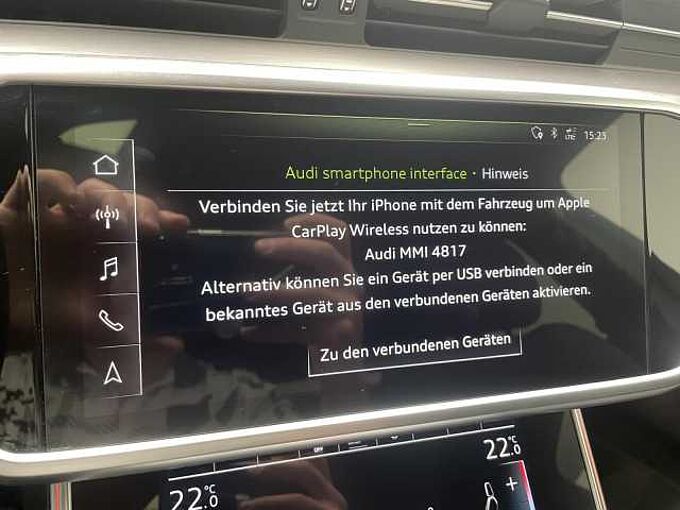 LTE 15:23
Audi smartphone interface · Hinweis
Verbinden Sie jetzt Ihr iPhone mit dem Fahrzeug um Apple
CarPlay Wireless nutzen zu können:
Audi MMI 4817
Alternativ können Sie ein Gerät per USB verbinden oder ein
bekanntes Gerät aus den verbundenen Geräten aktivieren.
Zu den verbundenen Geräten
22.0°C
22.0°C
+